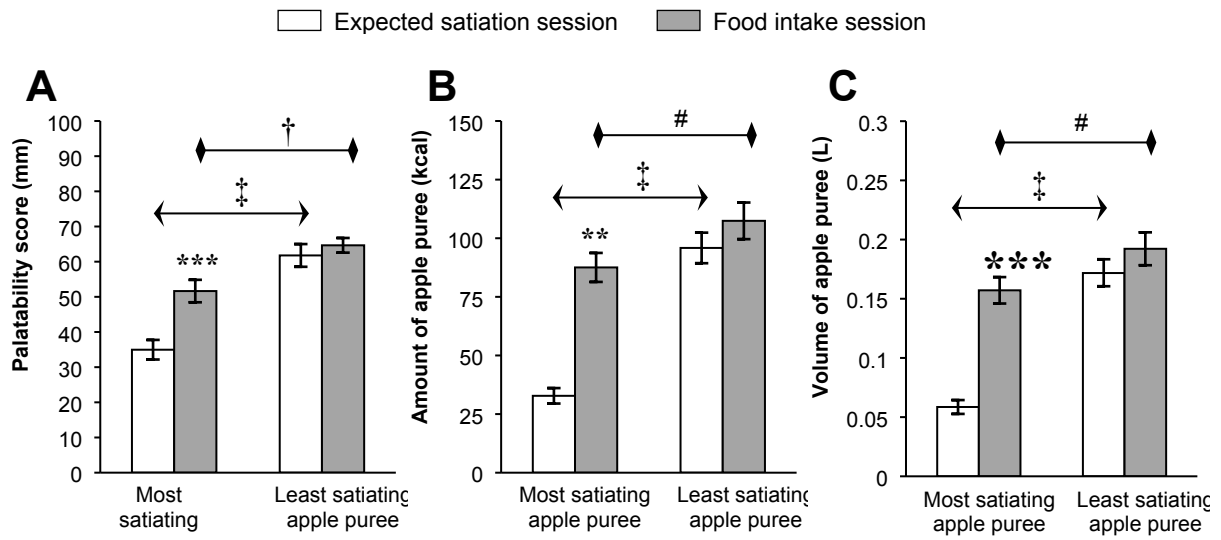 Expected satiation session
Food intake session
A
Palatability score (mm)
100
90
80
70
60
50
40
30
20
10
0
†
‡
***
Most
satiating
Least satiating
apple puree
B
Amount of apple puree (kcal)
150
125
100
75
50
25
0
#
‡
**
Most satiating
apple puree
Least satiating
apple puree
C
Volume of apple puree (L)
0.3
0.25
0.2
0.15
0.1
0.05
0
#
‡
***
Most satiating
apple puree
Least satiating
apple puree